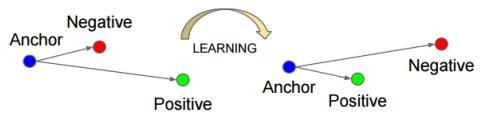 Negative
Anchor
LEARNING
Positive
Negative
Anchor
Positive